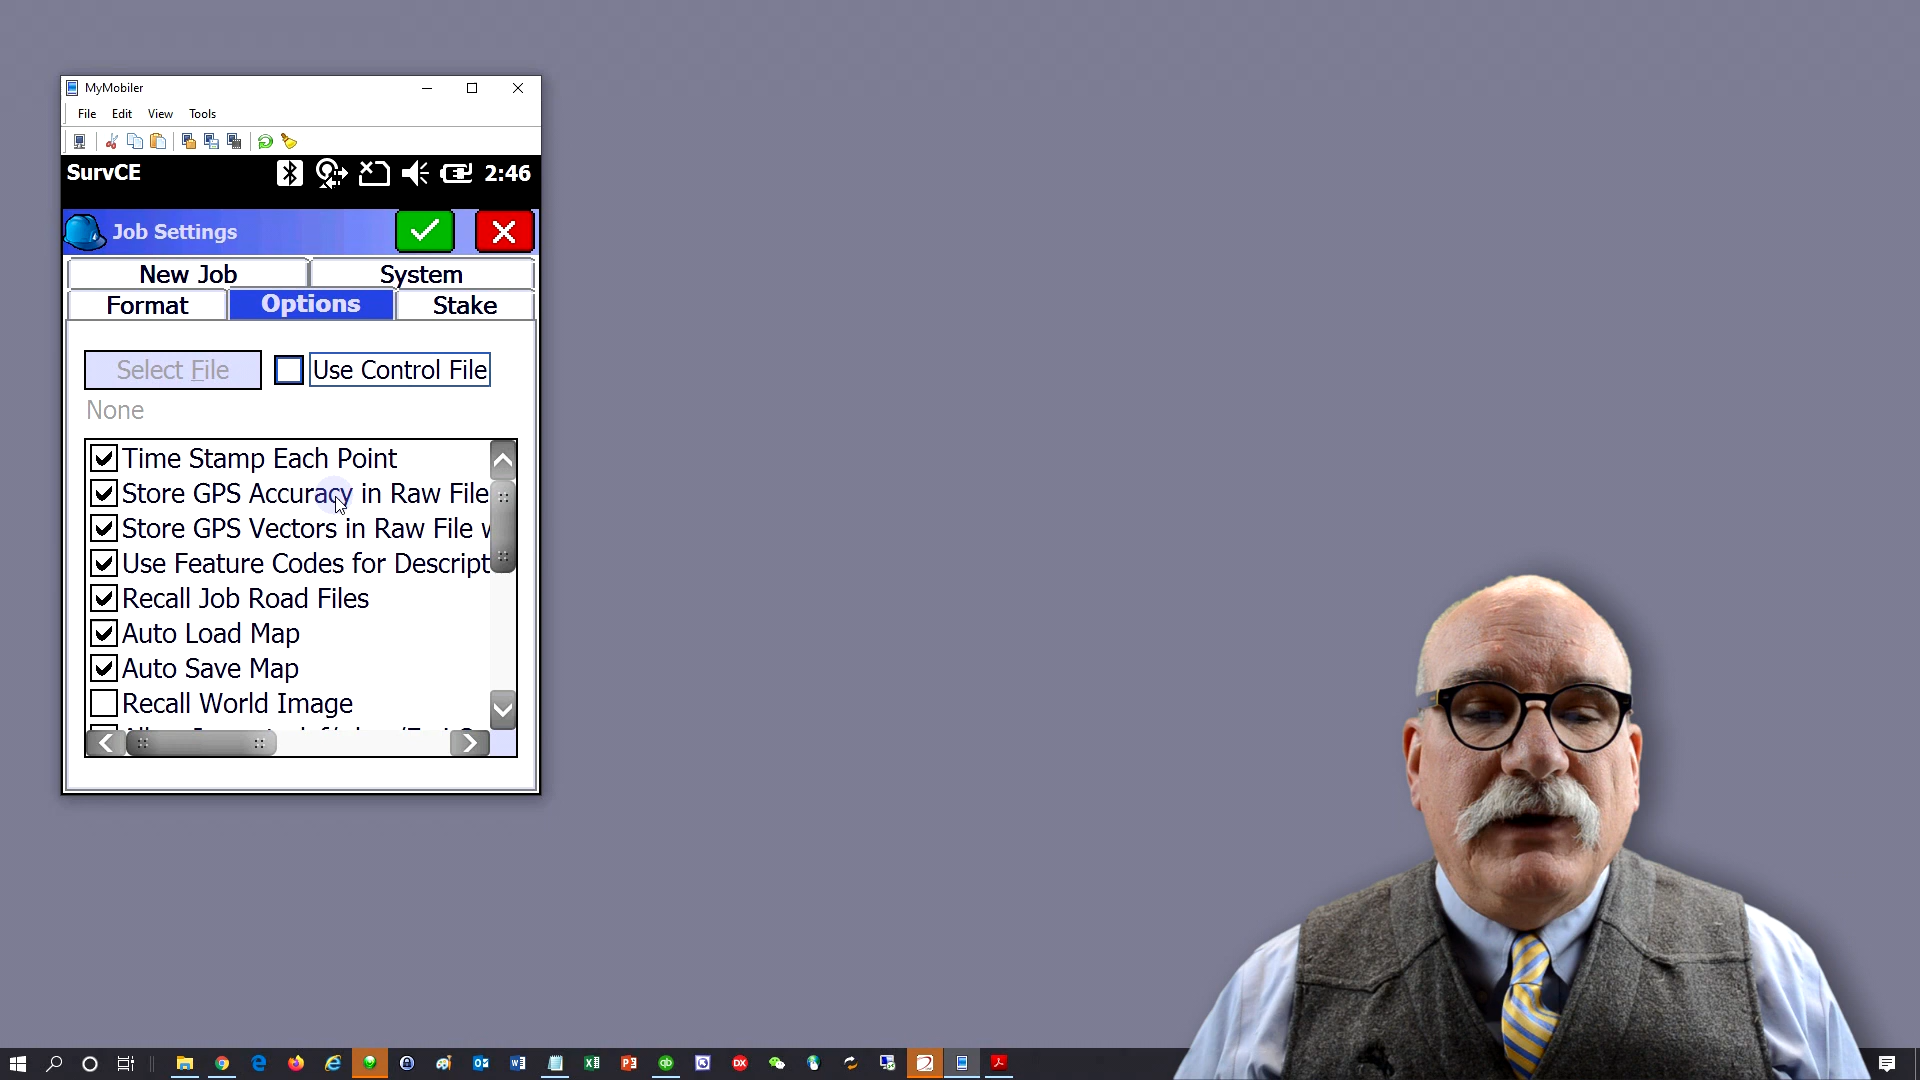 MyMobiler
File Edit View Tools
SurvCE 2:46
Job Settings
New Job System
Format Options Stake
Select File Use Control File
None
Time Stamp Each Point
Store GPS Accuracy in Raw File
Store GPS Vectors in Raw File
Use Feature Codes for Descript
Recall Job Road Files
Auto Load Map
Auto Save Map
Recall World Image